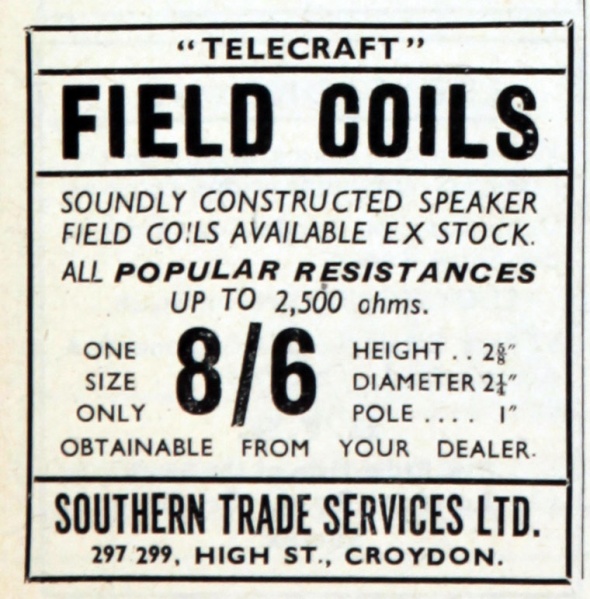 "TELECRAFT"
FIELD COILS
SOUNDLY CONSTRUCTED SPEAKER
FIELD COILS AVAILABLE EX STOCK.
ALL POPULAR RESISTANCES
UP TO 2,500 ohms.
ONE
SIZE
ONLY
8/6
HEIGHT .. 2⅝"
DIAMETER 2¼"
POLE .... 1"
OBTAINABLE FROM YOUR DEALER.
SOUTHERN TRADE SERVICES LTD.
297 299, HIGH ST., CROYDON.